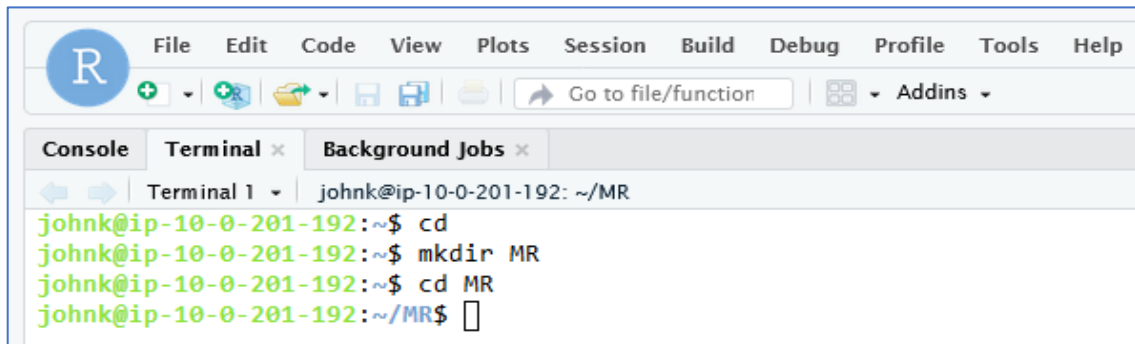 R File Edit Code View Plots Session Build Debug Profile Tools Help
R Go to file/function Addins
Console Terminal × Background Jobs ×
Terminal 1 johnk@ip-10-0-201-192: ~/MR
johnk@ip-10-0-201-192:~$ cd
johnk@ip-10-0-201-192:~$ mkdir MR
johnk@ip-10-0-201-192:~$ cd MR
johnk@ip-10-0-201-192:~/MR$